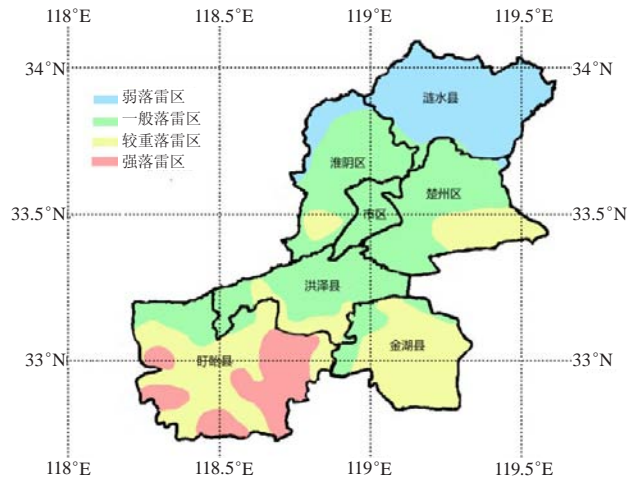 118°E 118.5°E 119°E 119.5°E
34°N 34°N
弱落雷区
一般落雷区
较重落雷区
强落雷区
涟水县
淮阴区
楚州区
市区
33.5°N 33.5°N
洪泽县
金湖县
盱眙县
33°N 33°N
118°E 118.5°E 119°E 119.5°E